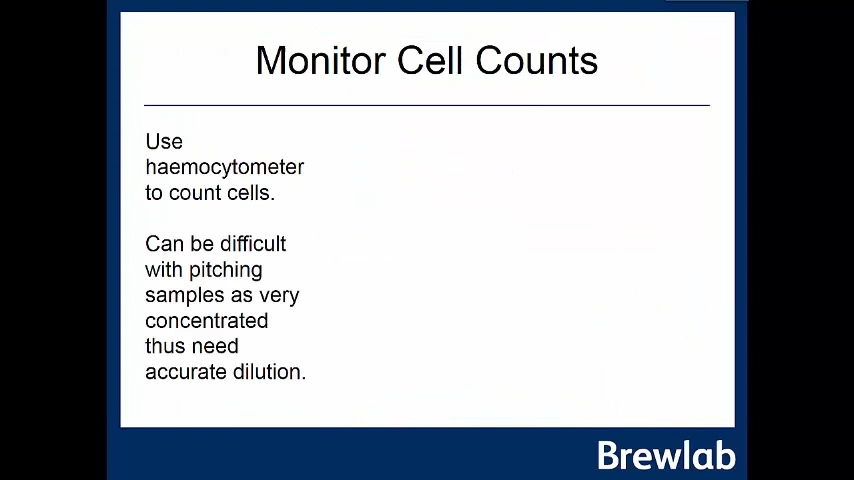 Monitor Cell Counts
Use
haemocytometer
to count cells.
Can be difficult
with pitching
samples as very
concentrated
thus need
accurate dilution.
Brewlab